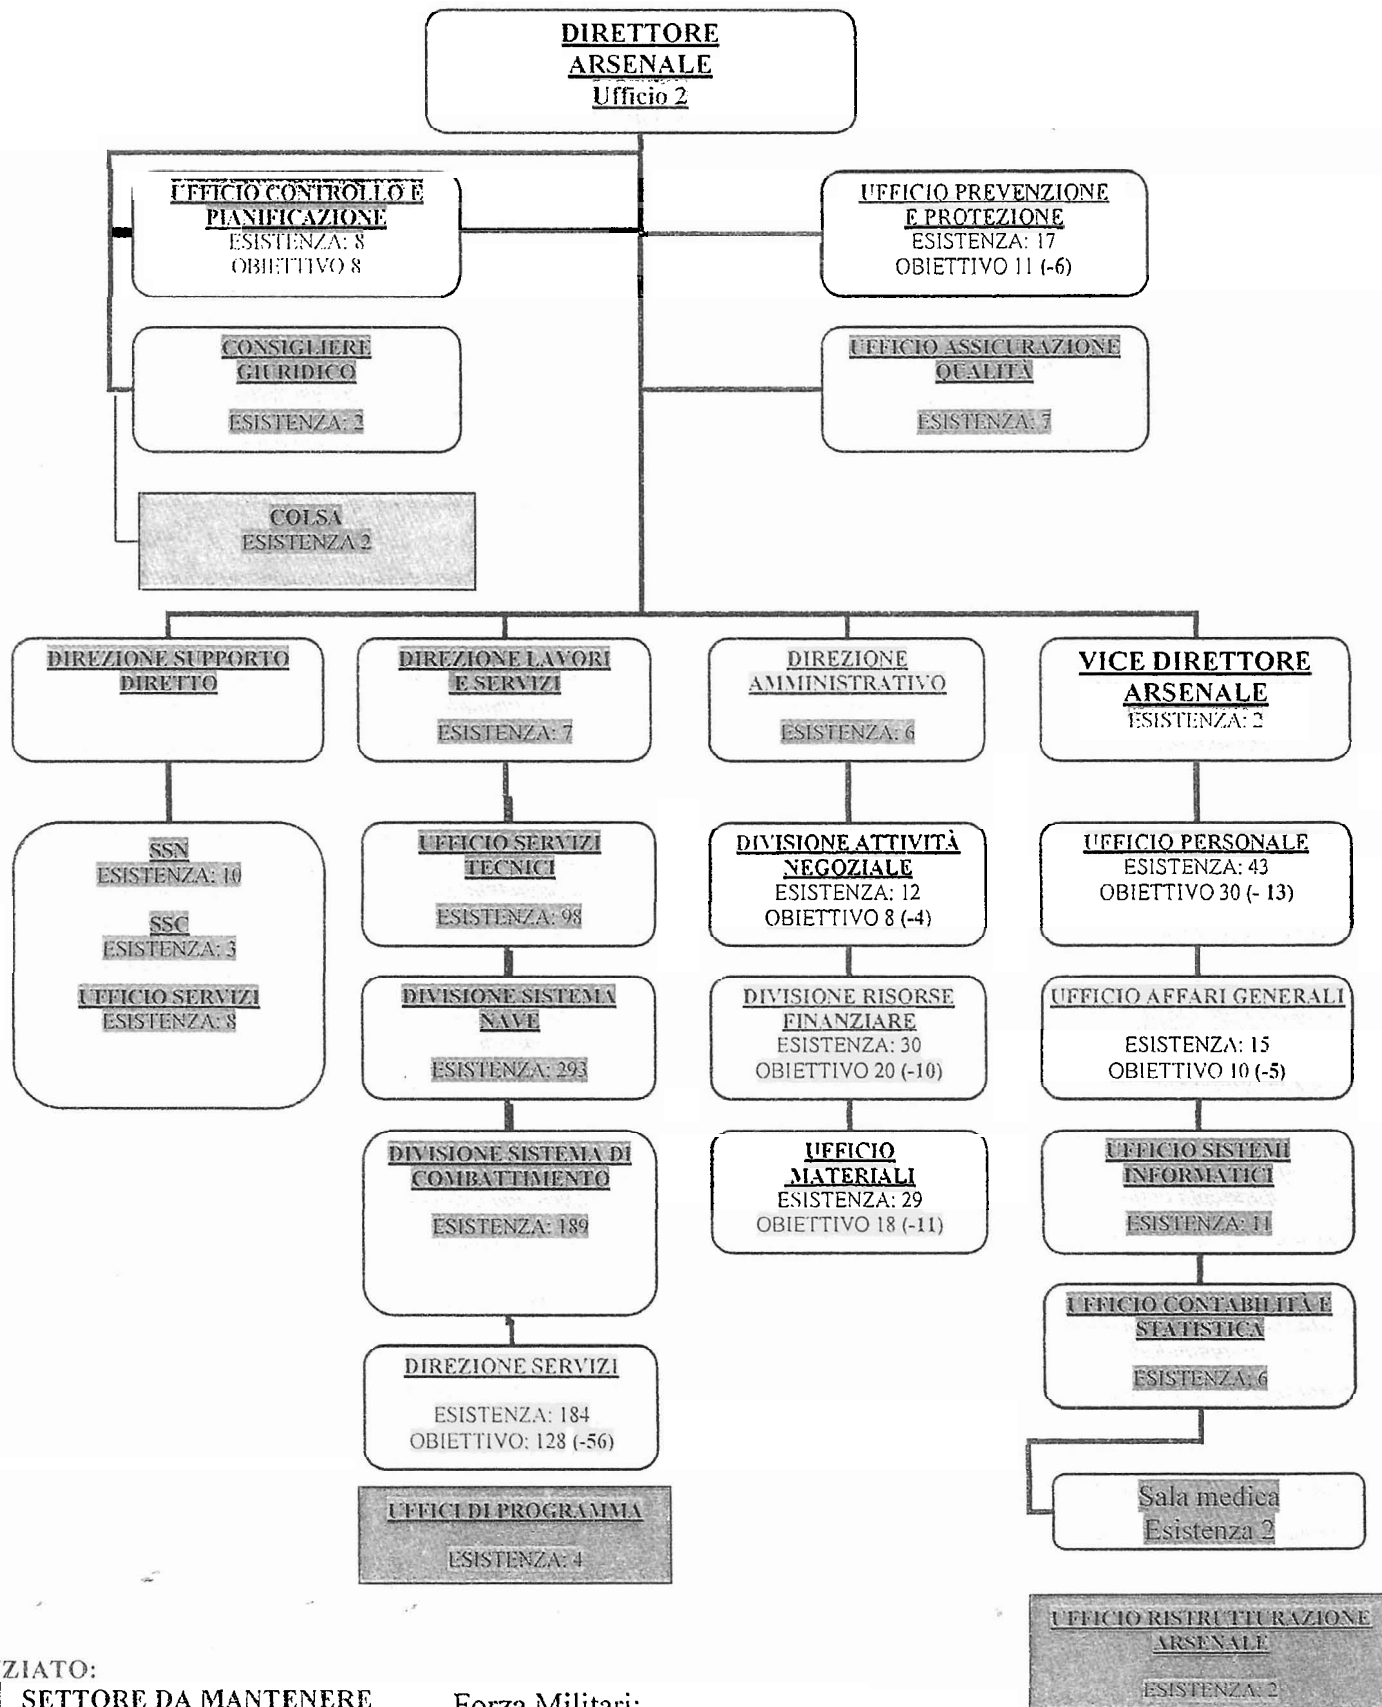 DIRETTORE
ARSENALE
Ufficio 2
UFFICIO CONTROLLO E
PIANIFICAZIONE
ESISTENZA: 8
OBIETTIVO 8
UFFICIO PREVENZIONE
E PROTEZIONE
ESISTENZA: 17
OBIETTIVO 11 (-6)
CONSIGLIERE
GIURIDICO
ESISTENZA: 2
UFFICIO ASSICURAZIONE
QUALITÀ
ESISTENZA: 7
COLSA
ESISTENZA 2
DIREZIONE SUPPORTO
DIRETTO
SSN
ESISTENZA: 10
SSC
ESISTENZA: 3
UFFICIO SERVIZI
ESISTENZA: 8
DIREZIONE LAVORI
E SERVIZI
ESISTENZA: 7
UFFICIO SERVIZI
TECNICI
ESISTENZA: 98
DIVISIONE SISTEMA
NAVE
ESISTENZA: 293
DIVISIONE SISTEMA DI
COMBATTIMENTO
ESISTENZA: 189
DIREZIONE SERVIZI
ESISTENZA: 184
OBIETTIVO: 128 (-56)
UFFICI DI PROGRAMMA
ESISTENZA: 4
DIREZIONE
AMMINISTRATIVO
ESISTENZA: 6
DIVISIONE ATTIVITÀ
NEGOZIALE
ESISTENZA: 12
OBIETTIVO 8 (-4)
DIVISIONE RISORSE
FINANZIARE
ESISTENZA: 30
OBIETTIVO 20 (-10)
UFFICIO
MATERIALI
ESISTENZA: 29
OBIETTIVO 18 (-11)
VICE DIRETTORE
ARSENALE
ESISTENZA: 2
UFFICIO PERSONALE
ESISTENZA: 43
OBIETTIVO 30 (- 13)
UFFICIO AFFARI GENERALI
ESISTENZA: 15
OBIETTIVO 10 (-5)
UFFICIO SISTEMI
INFORMATICI
ESISTENZA: 11
UFFICIO CONTABILITÀ E
STATISTICA
ESISTENZA: 6
Sala medica
Esistenza 2
UFFICIO RISTRUTTURAZIONE
ARSENALE
ESISTENZA: 2
ZIATO:
SETTORE DA MANTENERE
Forza Militari: